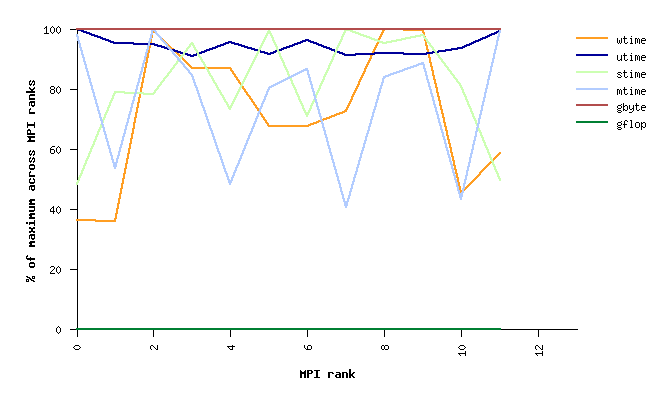 100
80
60
40
20
0
% of maximum across MPI ranks
0 2 4 6 8 10 12
MPI rank
wtime
utime
stime
mtime
gbyte
gflop